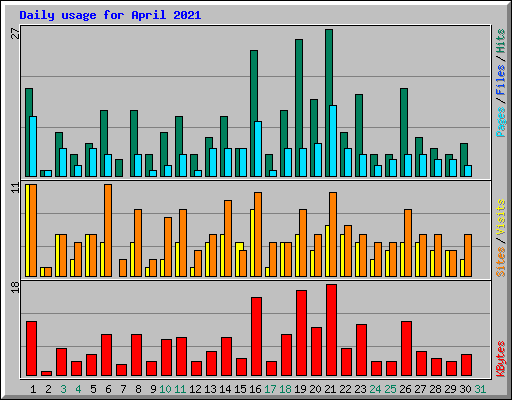 Daily usage for April 2021
27
Pages / Files / Hits
11
Sites / Visits
18
KBytes
1 2 3 4 5 6 7 8 9 10 11 12 13 14 15 16 17 18 19 20 21 22 23 24 25 26 27 28 29 30 31